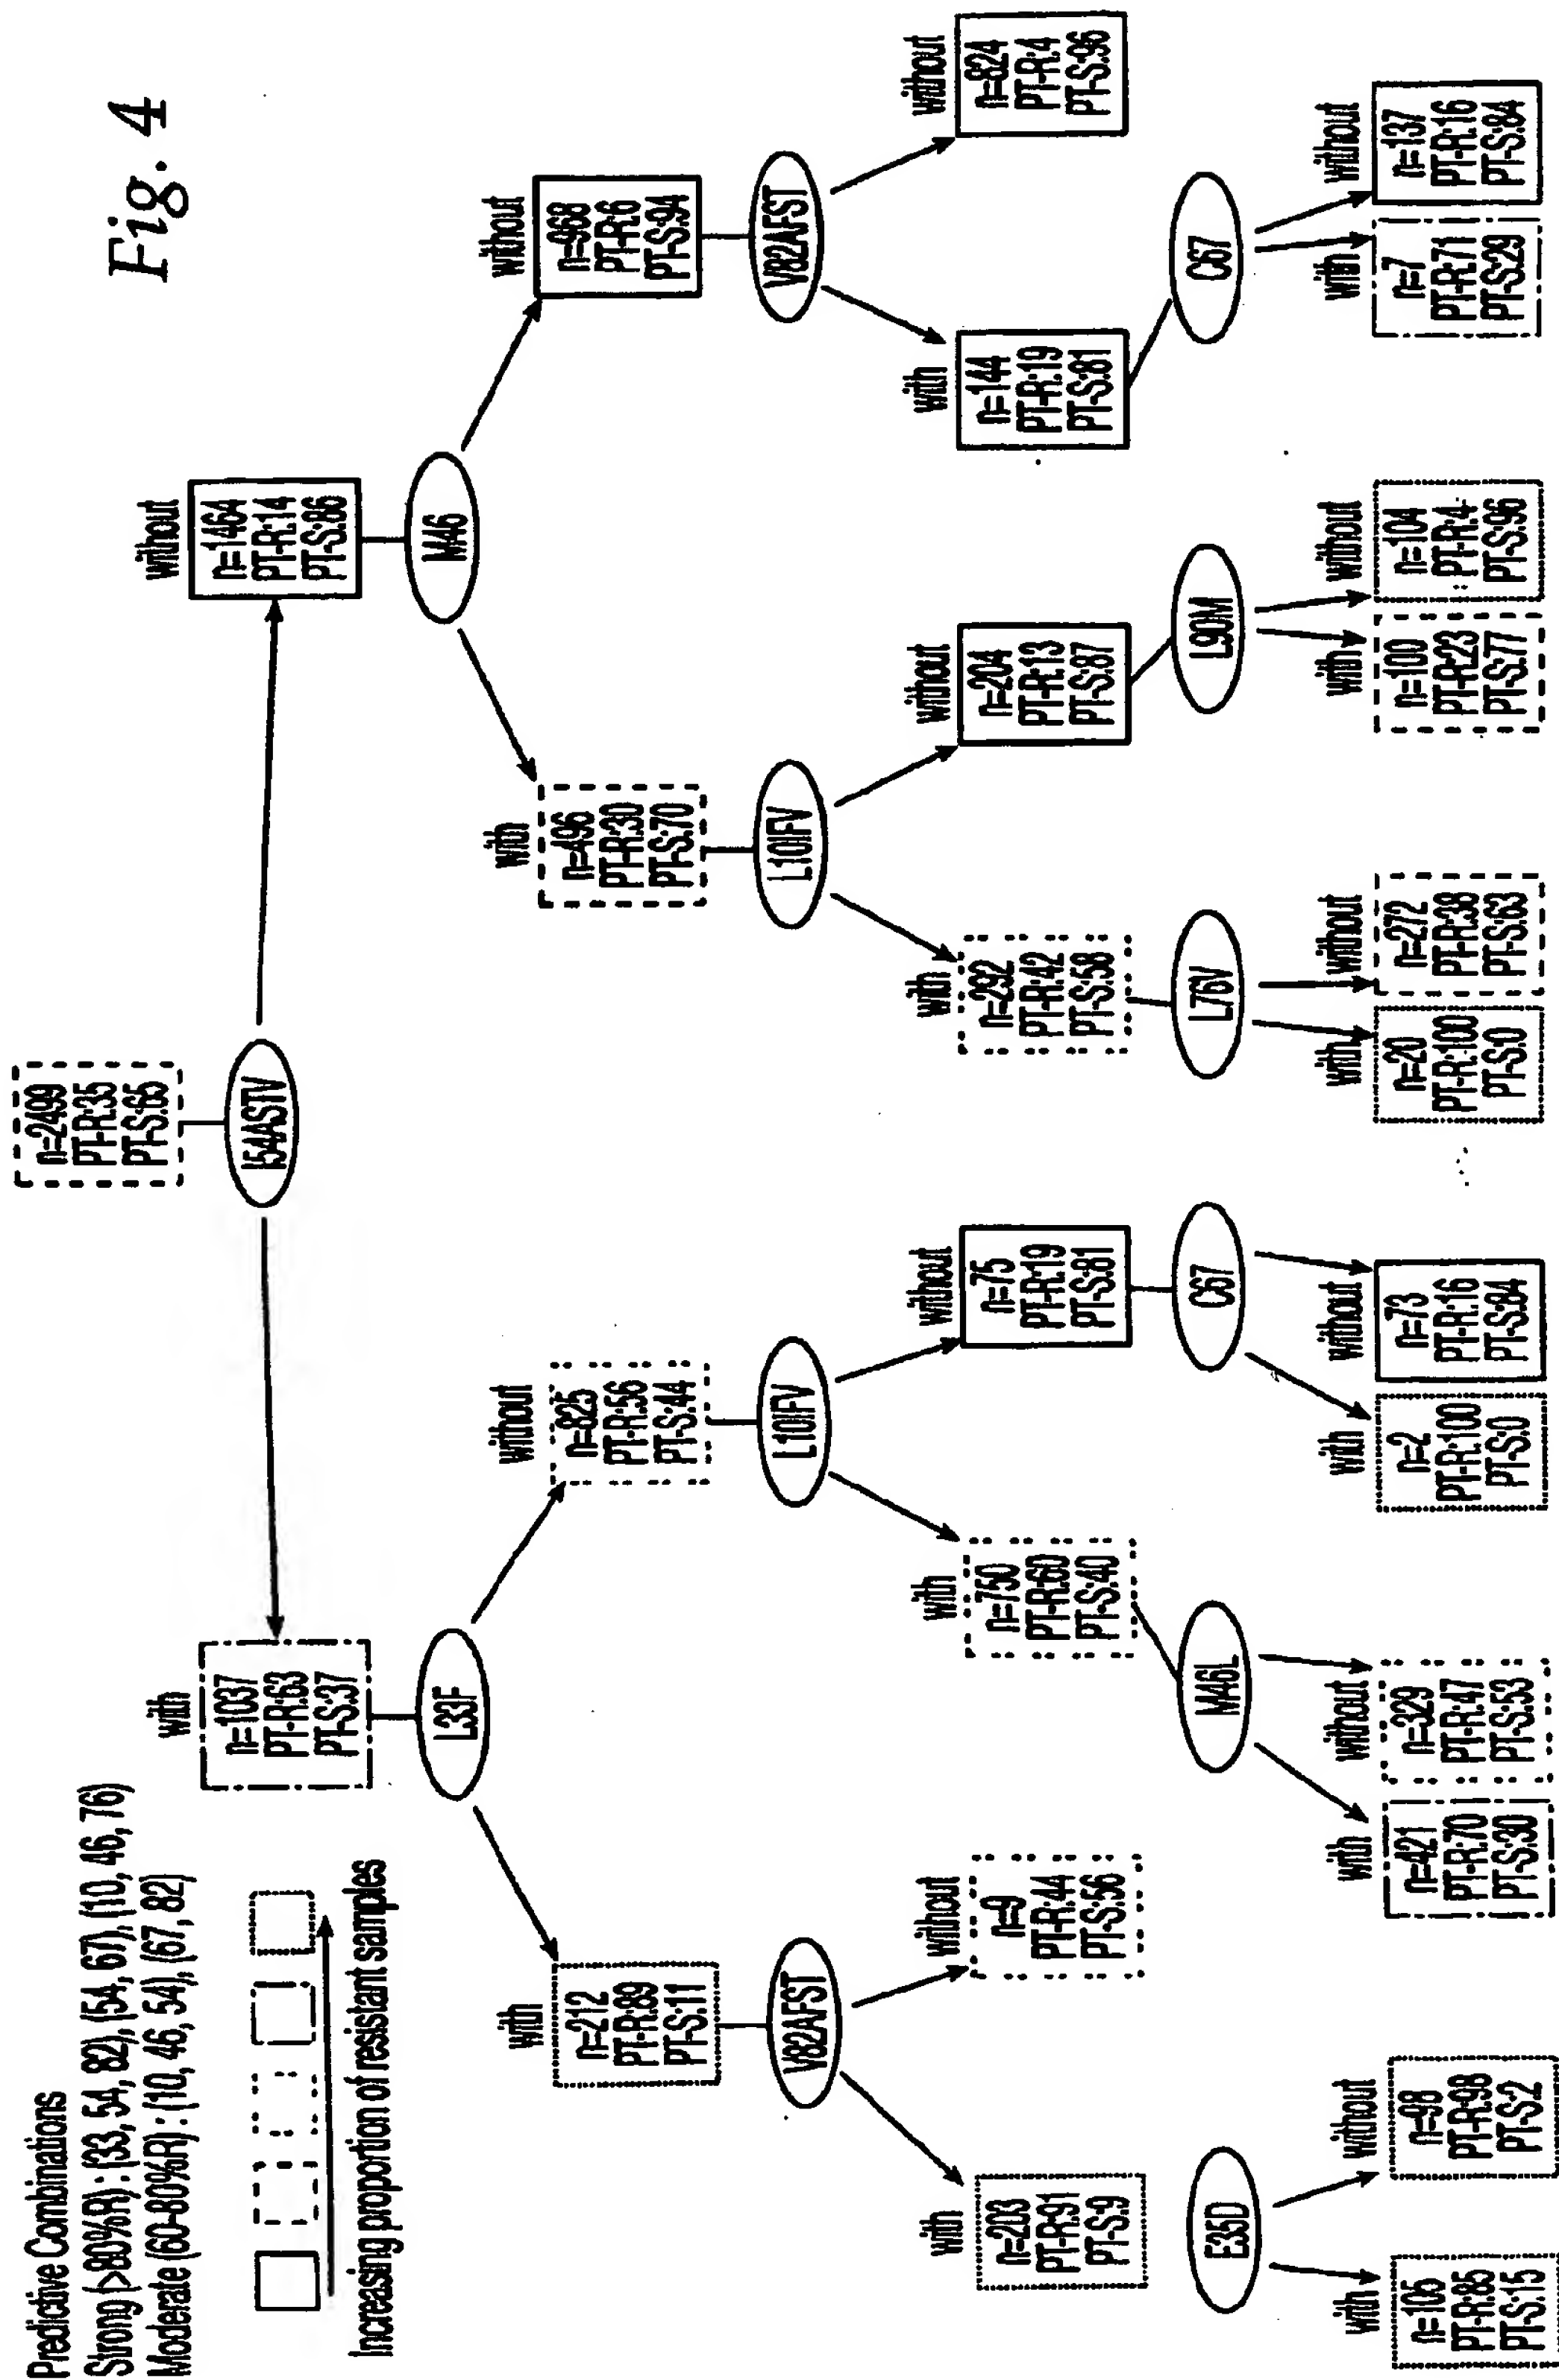 Fig. 4
Predictive Combinations
Strong (>80%R) : (33, 54, 82), (54, 67), (10, 46, 76)
Moderate (60-80%R) : (10, 46, 54), (67, 82)
Increasing proportion of resistant samples
n=2499
PT-R:35
PT-S:65
I54ASTV
with
n=1037
PT-R:63
PT-S:37
without
n=1464
PT-R:14
PT-S:86
L33F
M46
with
n=212
PT-R:89
PT-S:11
without
n=825
PT-R:56
PT-S:44
with
n=496
PT-R:30
PT-S:70
without
n=968
PT-R:6
PT-S:94
V82AFST
L10IFV
L10IFV
V82AFST
with
n=203
PT-R:91
PT-S:9
without
n=9
PT-R:44
PT-S:56
with
n=750
PT-R:60
PT-S:40
without
n=75
PT-R:19
PT-S:81
with
n=292
PT-R:42
PT-S:58
without
n=204
PT-R:13
PT-S:87
with
n=144
PT-R:19
PT-S:81
without
n=824
PT-R:4
PT-S:96
E35D
M46L
C67
L76V
L90M
C67
with
n=105
PT-R:85
PT-S:15
without
n=98
PT-R:98
PT-S:2
with
n=421
PT-R:70
PT-S:30
without
n=329
PT-R:47
PT-S:53
with
n=2
PT-R:100
PT-S:0
without
n=73
PT-R:16
PT-S:84
with
n=20
PT-R:100
PT-S:0
without
n=272
PT-R:38
PT-S:63
with
n=100
PT-R:23
PT-S:77
without
n=104
PT-R:4
PT-S:96
with
n=7
PT-R:71
PT-S:29
without
n=137
PT-R:16
PT-S:84